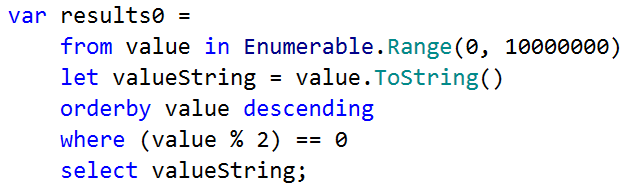 var results0 =
    from value in Enumerable.Range(0, 10000000)
    let valueString = value.ToString()
    orderby value descending
    where (value % 2) == 0
    select valueString;